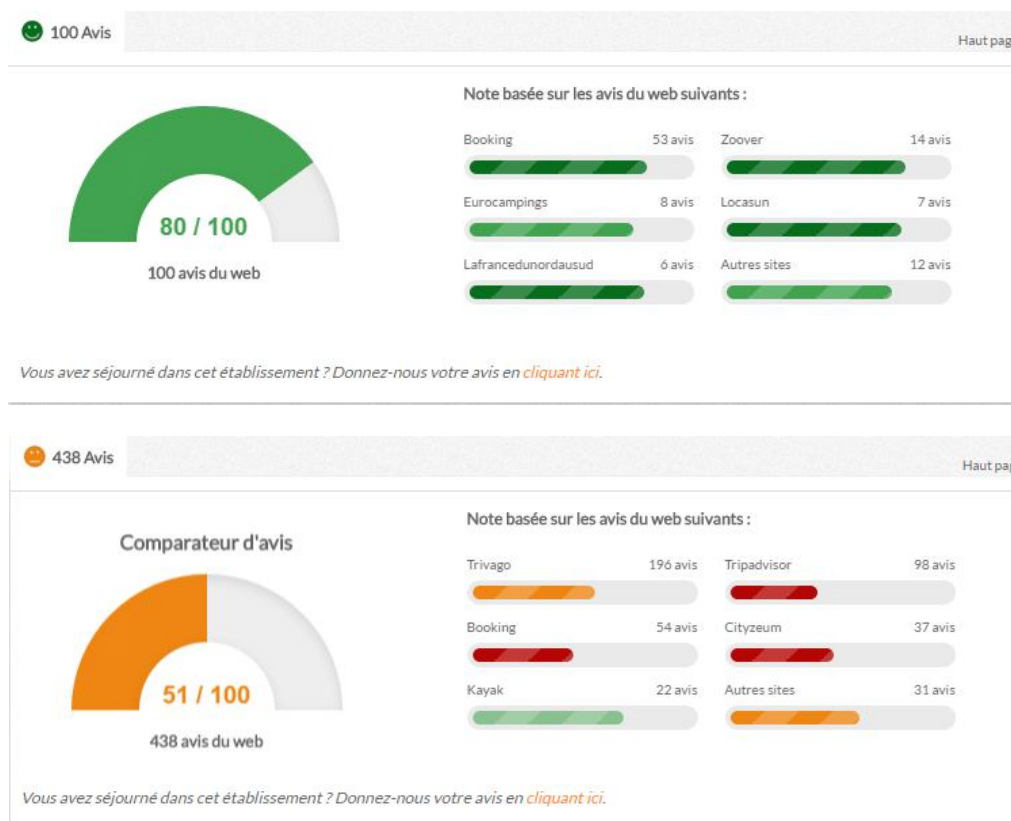 100 Avis
Haut pag
Note basée sur les avis du web suivants :
Booking 53 avis Zoover 14 avis
Eurocampings 8 avis Locasun 7 avis
80 / 100
Lafrancedunordausud 6 avis Autres sites 12 avis
100 avis du web
Vous avez séjourné dans cet établissement ? Donnez-nous votre avis en cliquant ici.
438 Avis
Haut pag
Note basée sur les avis du web suivants :
Comparateur d'avis
Trivago 196 avis Tripadvisor 98 avis
Booking 54 avis Cityzeum 37 avis
51 / 100
Kayak 22 avis Autres sites 31 avis
438 avis du web
Vous avez séjourné dans cet établissement ? Donnez-nous votre avis en cliquant ici.